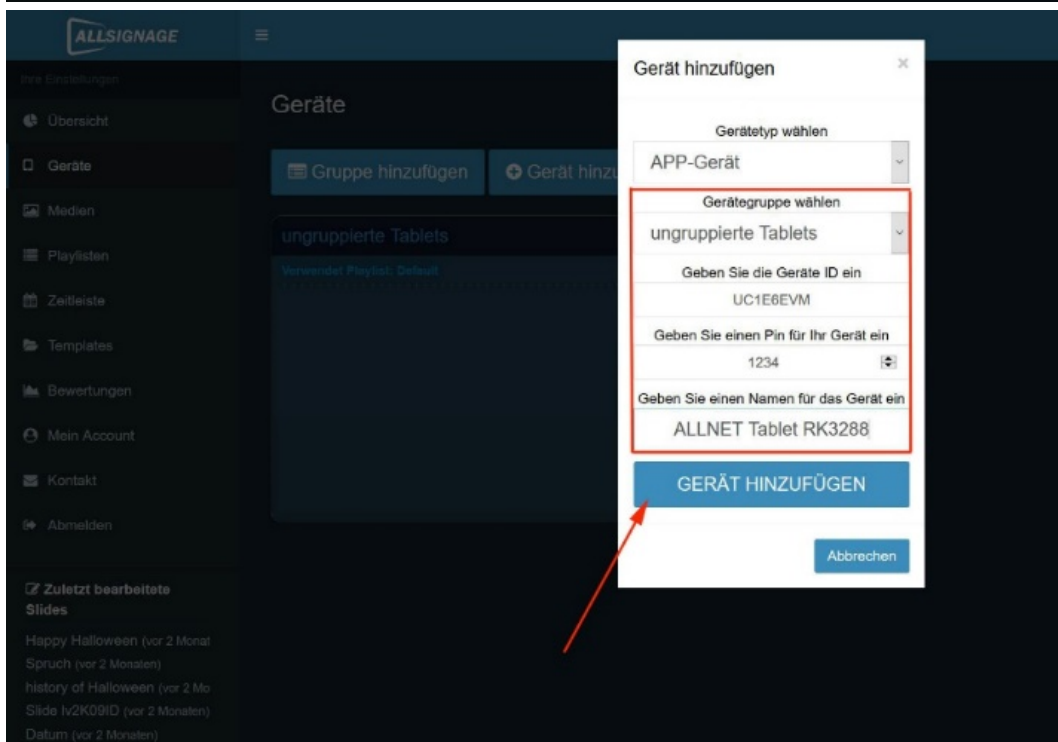 ALLSIGNAGE
Ihre Einstellungen
Übersicht
Geräte
Medien
Playlisten
Zeitleiste
Templates
Bewertungen
Mein Account
Kontakt
Abmelden
Zuletzt bearbeitete
Slides
Happy Halloween (vor 2 Monat
Spruch (vor 2 Monaten)
history of Halloween (vor 2 Mo
Slide Iv2K09ID (vor 2 Monaten)
Datum (vor 2 Monaten)
Geräte
Gruppe hinzufügen
Gerät hinzu
ungruppierte Tablets
Verwendet Playlist: Default
Gerät hinzufügen
×
Gerätetyp wählen
APP-Gerät
Gerätegruppe wählen
ungruppierte Tablets
Geben Sie die Geräte ID ein
UC1E6EVM
Geben Sie einen Pin für Ihr Gerät ein
1234
Geben Sie einen Namen für das Gerät ein
ALLNET Tablet RK3288
GERÄT HINZUFÜGEN
Abbrechen